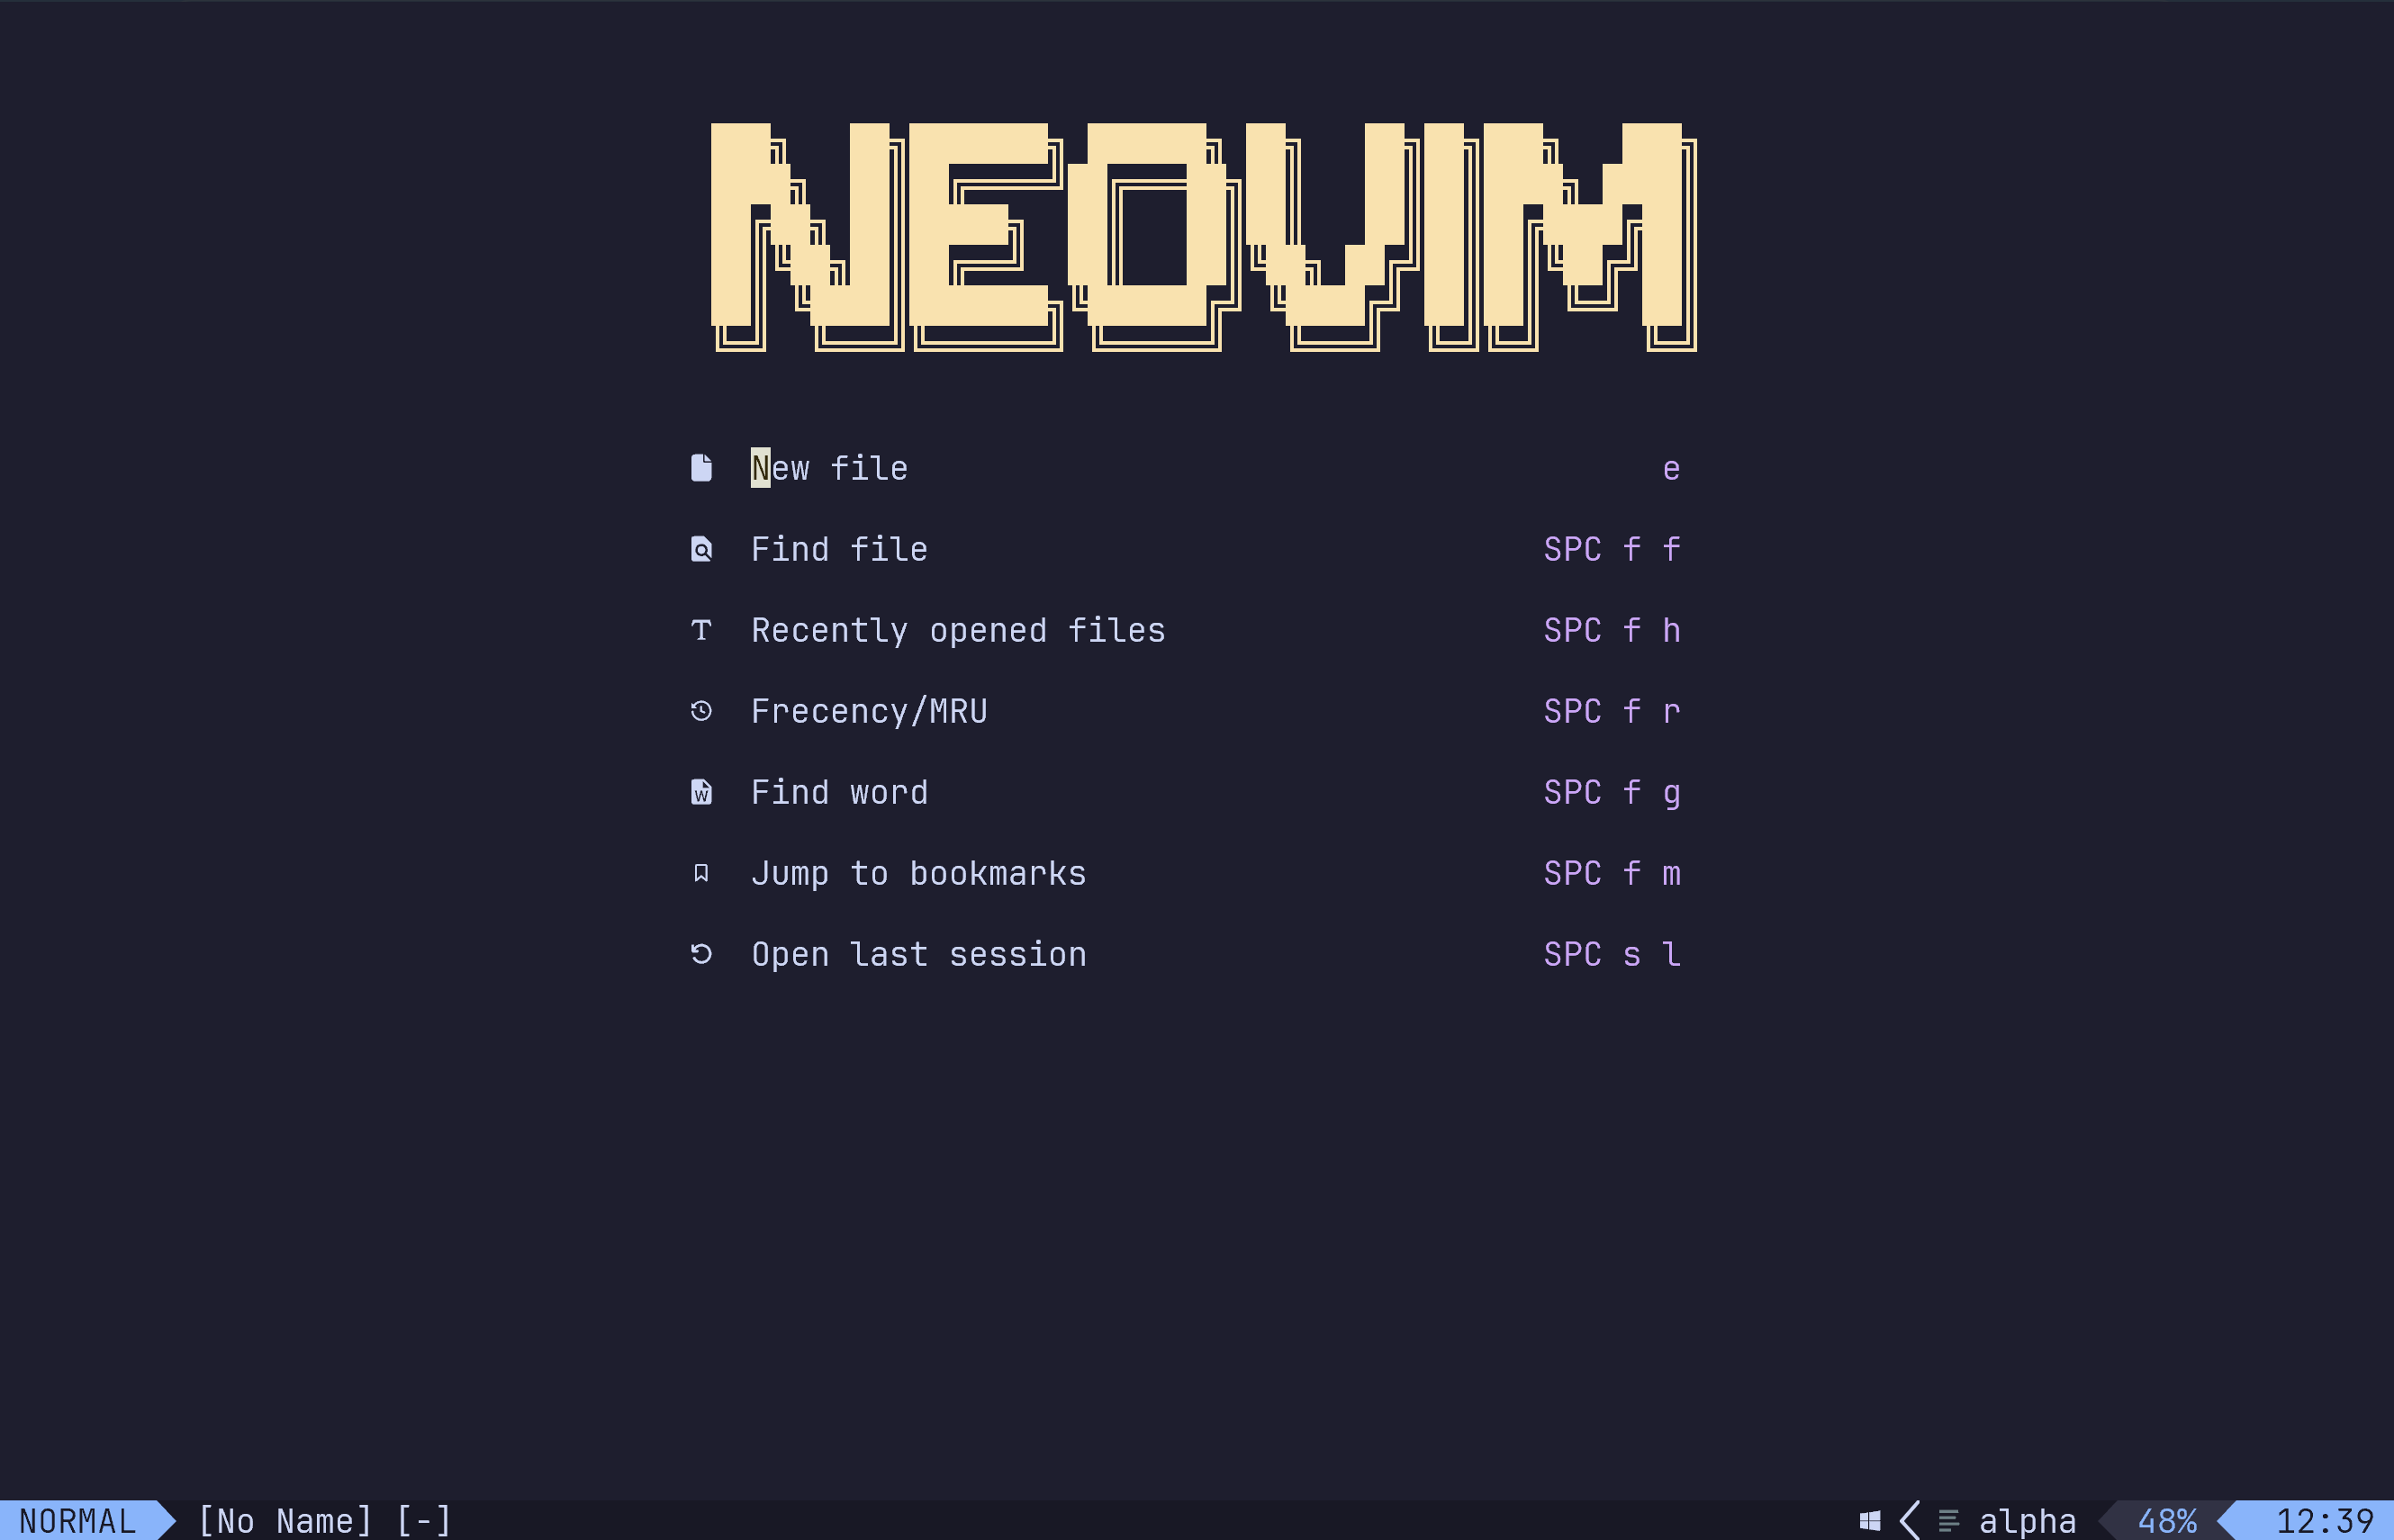 NEOVIM
New file e
Find file SPC f f
Recently opened files SPC f h
Frecency/MRU SPC f r
Find word SPC f g
Jump to bookmarks SPC f m
Open last session SPC s l
NORMAL [No Name] [-] alpha 48% 12:39